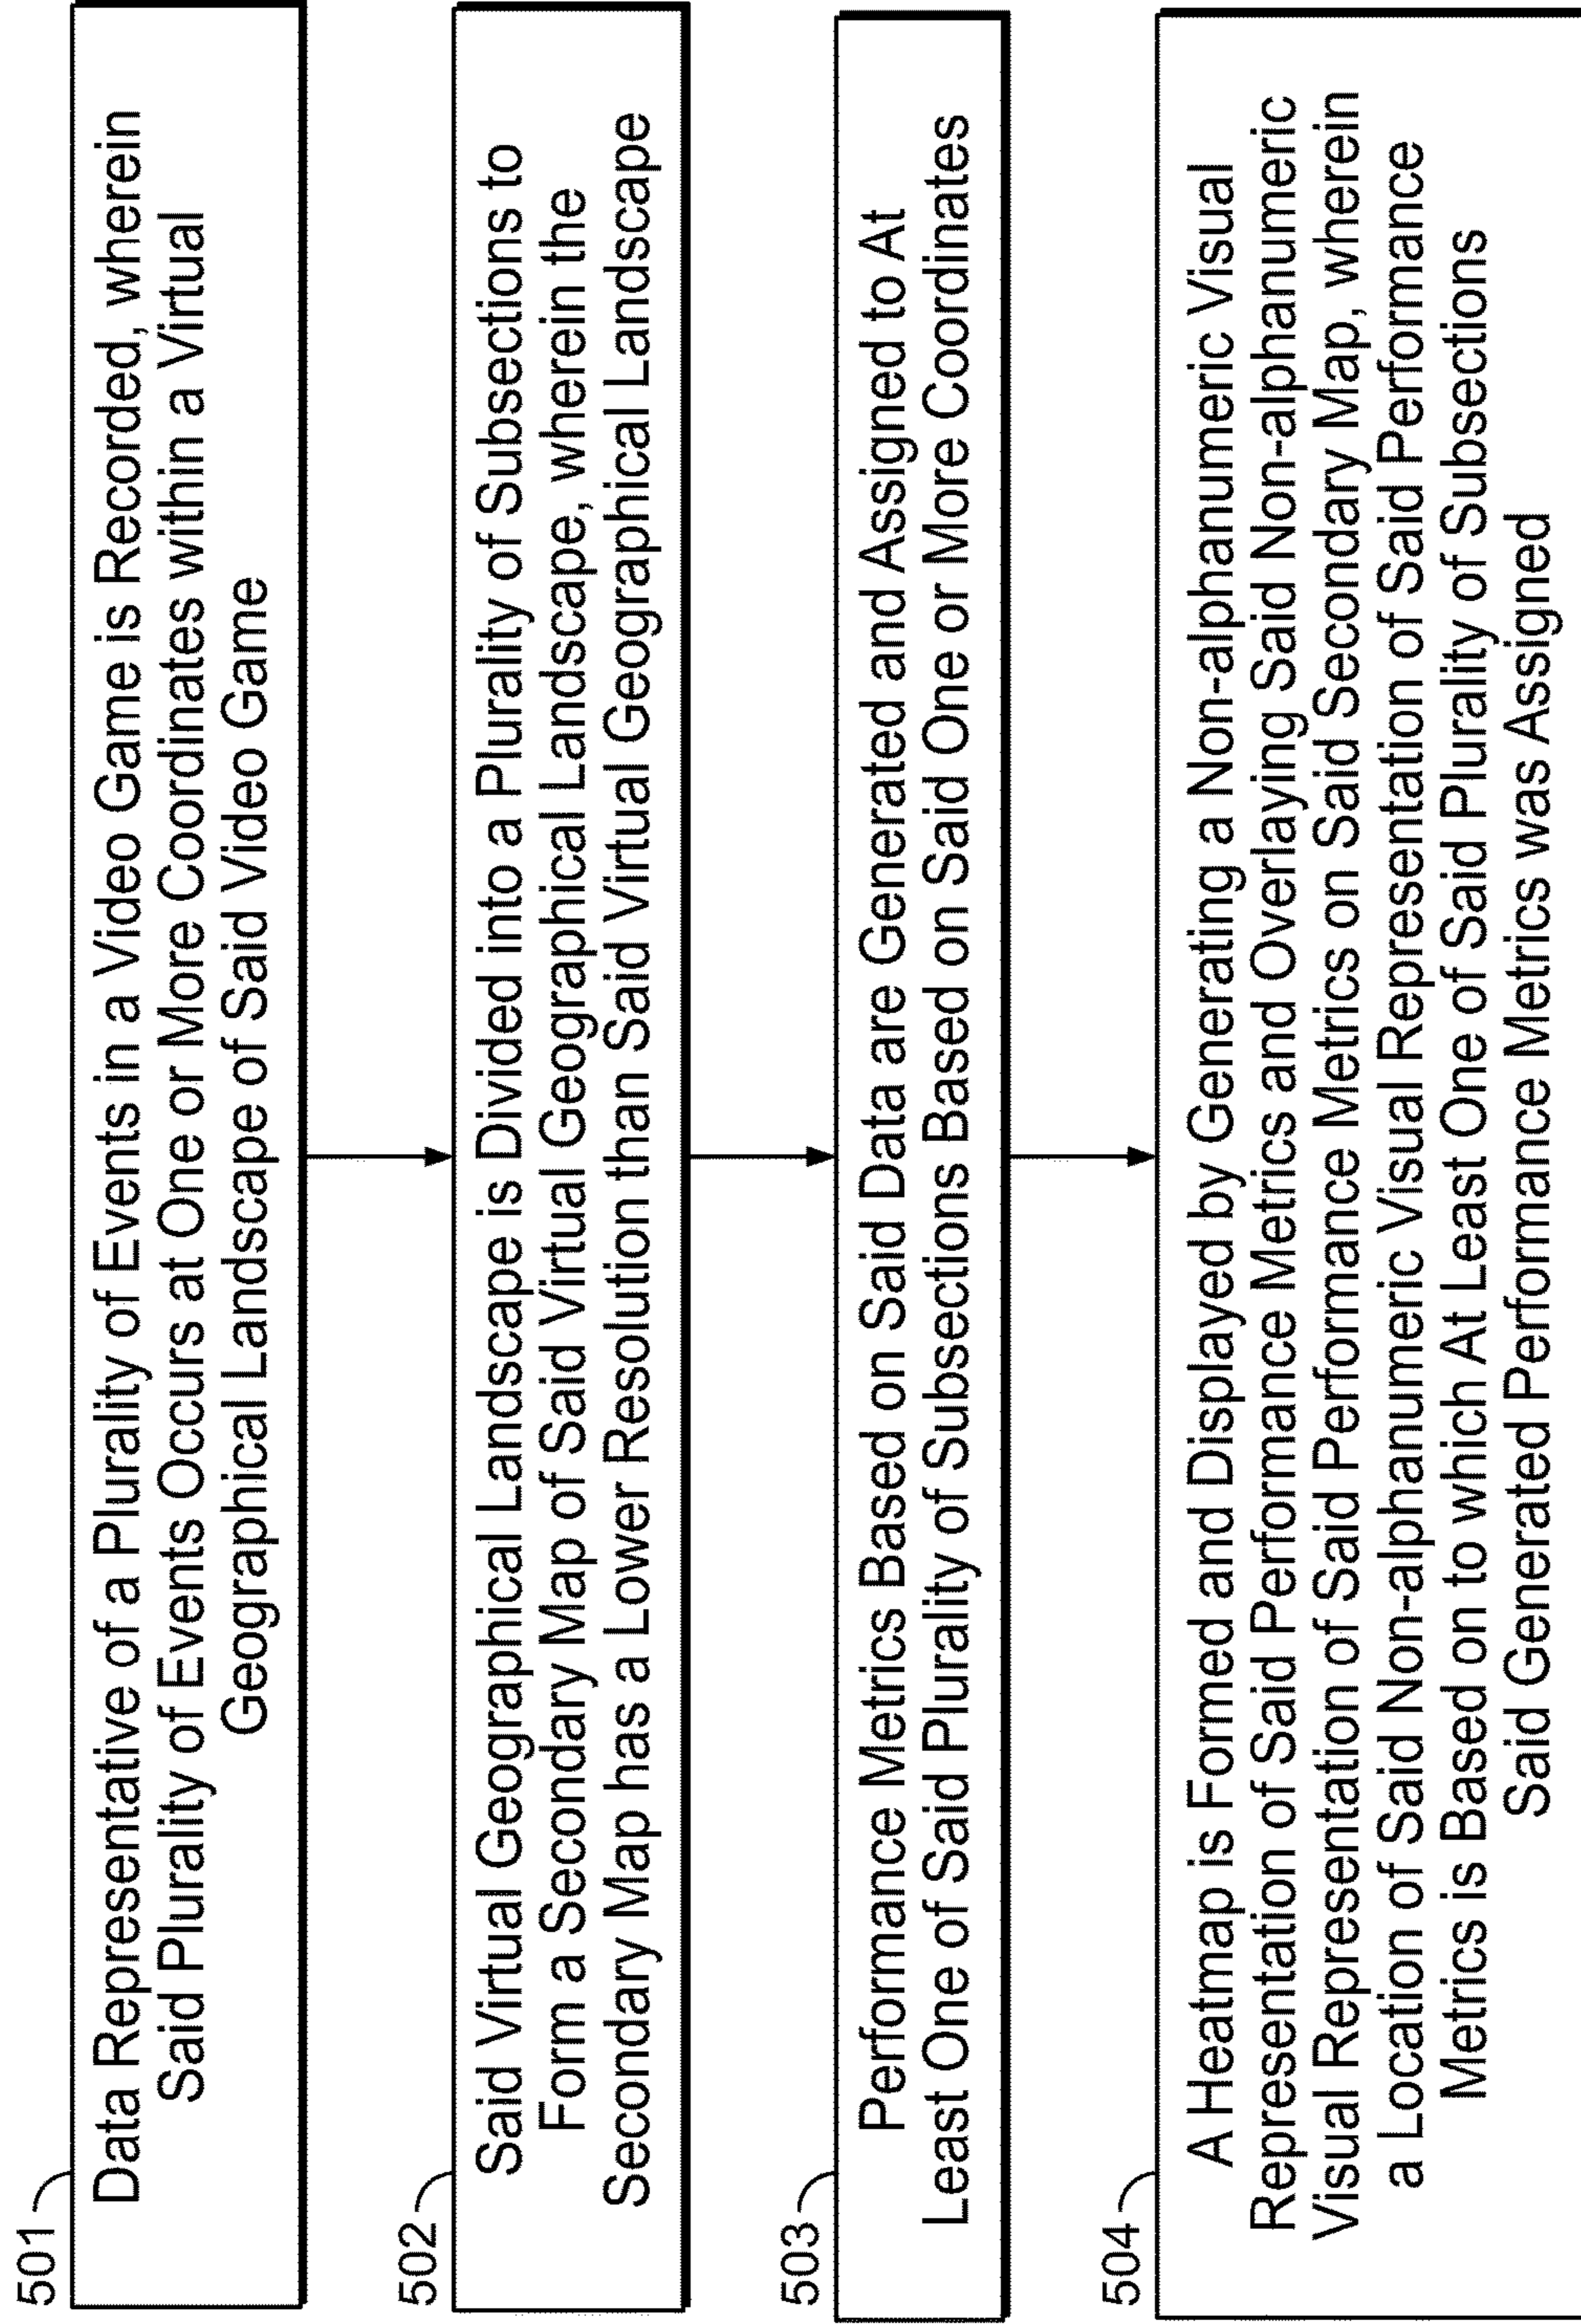 501
Data Representative of a Plurality of Events in a Video Game is Recorded, wherein
Said Plurality of Events Occurs at One or More Coordinates within a Virtual
Geographical Landscape of Said Video Game
502
Said Virtual Geographical Landscape is Divided into a Plurality of Subsections to
Form a Secondary Map of Said Virtual Geographical Landscape, wherein the
Secondary Map has a Lower Resolution than Said Virtual Geographical Landscape
503
Performance Metrics Based on Said Data are Generated and Assigned to At
Least One of Said Plurality of Subsections Based on Said One or More Coordinates
504
A Heatmap is Formed and Displayed by Generating a Non-alphanumeric Visual
Representation of Said Performance Metrics and Overlaying Said Non-alphanumeric
Visual Representation of Said Performance Metrics on Said Secondary Map, wherein
a Location of Said Non-alphanumeric Visual Representation of Said Performance
Metrics is Based on to which At Least One of Said Plurality of Subsections
Said Generated Performance Metrics was Assigned